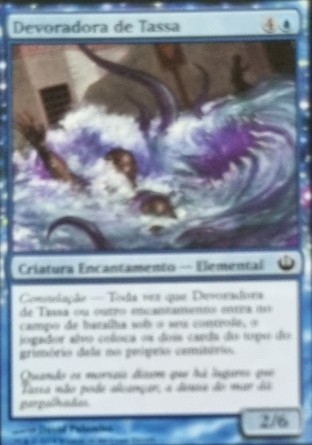 Devoradora de Tassa 4
Criatura Encantamento — Elemental
Constelação — Toda vez que Devoradora
de Tassa ou outro encantamento entra no
campo de batalha sob o seu controle, o
jogador alvo coloca os dois cards do topo do
grimório dele no próprio cemitério.
Quando os mortais dizem que há lugares que
Tassa não pode alcançar, a deusa do mar dá
gargalhadas.
2/6
David Palumbo